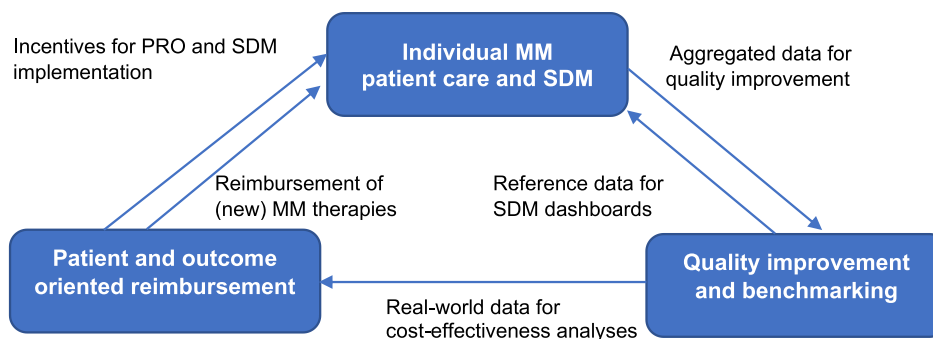 Incentives for PRO and SDM
implementation
Individual MM
patient care and SDM
Aggregated data for
quality improvement
Reimbursement of
(new) MM therapies
Reference data for
SDM dashboards
Patient and outcome
oriented reimbursement
Quality improvement
and benchmarking
Real-world data for
cost-effectiveness analyses